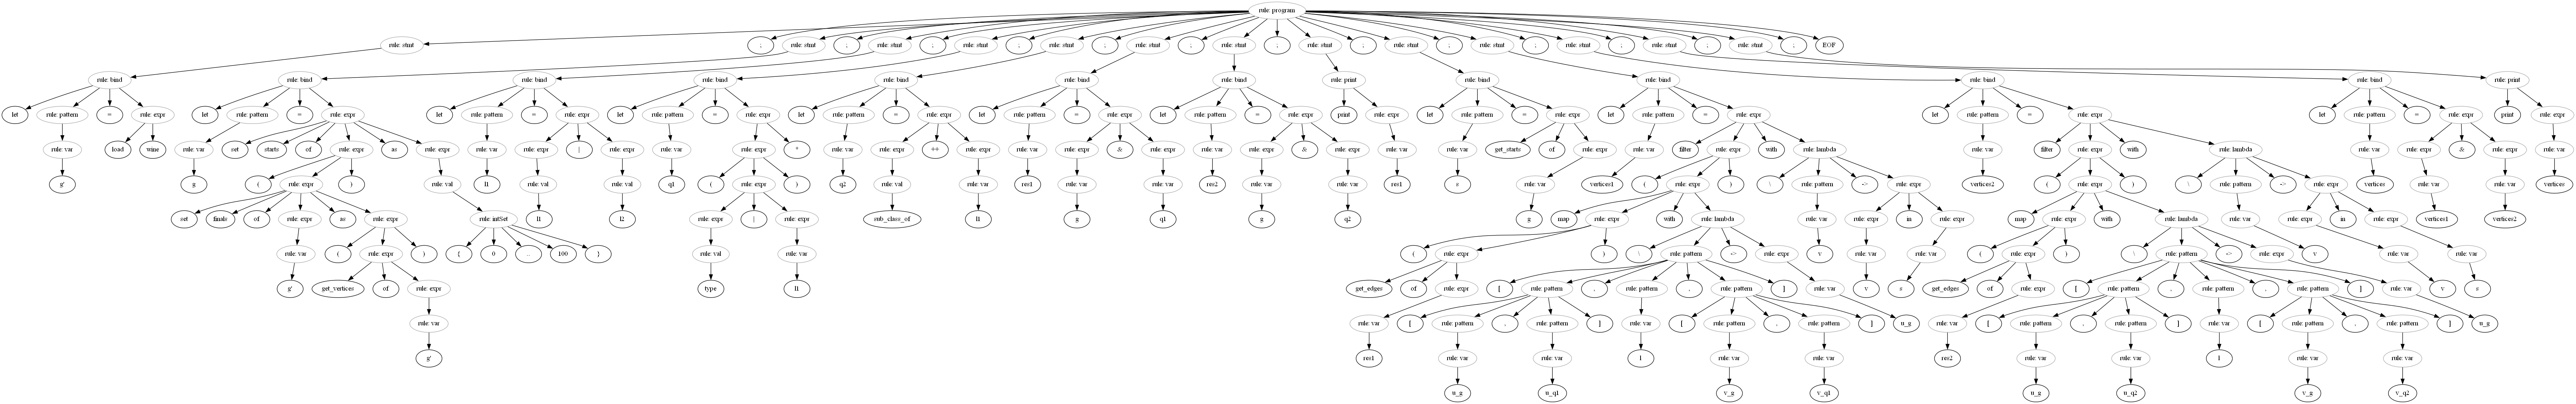 rule: program
rule: stmt ; rule: stmt ; rule: stmt ; rule: stmt ; rule: stmt ; rule: stmt ; rule: stmt ; rule: stmt ; rule: stmt ; rule: stmt ; rule: stmt ; rule: stmt ; rule: stmt ; EOF
rule: bind rule: bind rule: bind rule: bind rule: bind rule: bind rule: bind rule: print rule: bind rule: bind rule: bind rule: bind rule: print
let rule: pattern = rule: expr let rule: pattern = rule: expr let rule: pattern = rule: expr let rule: pattern = rule: expr let rule: pattern = rule: expr let rule: pattern = rule: expr let rule: pattern = rule: expr print rule: expr let rule: pattern = rule: expr let rule: pattern = rule: expr let rule: pattern = rule: expr let rule: pattern = rule: expr print rule: expr
rule: var load wine rule: var set starts of rule: expr as rule: expr rule: var rule: expr | rule: expr rule: var rule: expr * rule: var rule: expr ++ rule: expr rule: var rule: expr & rule: expr rule: var rule: expr & rule: expr rule: var rule: var get_starts of rule: expr rule: var filter rule: expr with rule: lambda rule: var filter rule: expr with rule: lambda rule: var rule: expr & rule: expr rule: var
g' g ( rule: expr ) rule: val l1 rule: val rule: val q1 ( rule: expr ) q2 rule: val rule: var res1 rule: var rule: var res2 rule: var rule: var res1 s rule: var vertices1 ( rule: expr ) \ rule: pattern -> rule: expr vertices2 ( rule: expr ) \ rule: pattern -> rule: expr vertices rule: var rule: var vertices
set finals of rule: expr as rule: expr rule: intSet l1 l2 rule: expr | rule: expr sub_class_of l1 g q1 g q2 g map rule: expr with rule: lambda rule: var rule: expr in rule: expr map rule: expr with rule: lambda rule: var rule: expr in rule: expr vertices1 vertices2
rule: var ( rule: expr ) { 0 .. 100 } rule: val rule: var ( rule: expr ) \ rule: pattern -> rule: expr v rule: var rule: var ( rule: expr ) \ rule: pattern -> rule: expr v rule: var rule: var
g' get_vertices of rule: expr type l1 get_edges of rule: expr [ rule: pattern , rule: pattern , rule: pattern ] rule: var v s get_edges of rule: expr [ rule: pattern , rule: pattern , rule: pattern ] rule: var v s
rule: var rule: var [ rule: pattern , rule: pattern ] rule: var [ rule: pattern , rule: pattern ] u_g rule: var [ rule: pattern , rule: pattern ] rule: var [ rule: pattern , rule: pattern ] u_g
g' res1 rule: var rule: var l rule: var rule: var res2 rule: var rule: var l rule: var rule: var
u_g u_q1 v_g v_q1 u_g u_q2 v_g v_q2